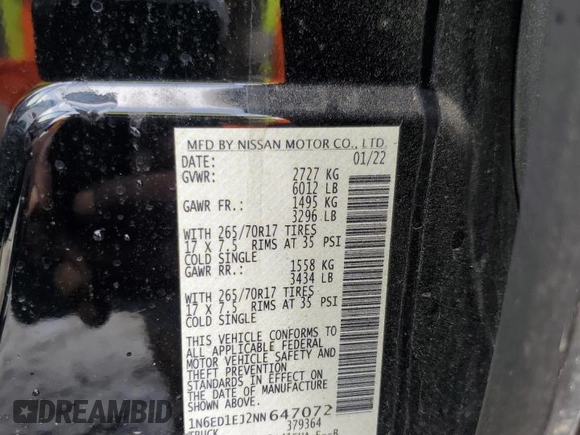 MFD BY NISSAN MOTOR CO., LTD.
DATE: 01/22
GVWR: 2727 KG
6012 LB
GAWR FR.: 1495 KG
3296 LB
WITH 265/70R17 TIRES
17 X 7.5 RIMS AT 35 PSI
COLD SINGLE
GAWR RR.: 1558 KG
3434 LB
WITH 265/70R17 TIRES
17 X 7.5 RIMS AT 35 PSI
COLD SINGLE
THIS VEHICLE CONFORMS TO
ALL APPLICABLE FEDERAL
MOTOR VEHICLE SAFETY AND
THEFT PREVENTION
STANDARDS IN EFFECT ON
THE DATE OF MANUFACTURE
SHOWN ABOVE
1N6ED1EJ2NN647072
TRUCK 379364
DREAMBID
dreambid.com